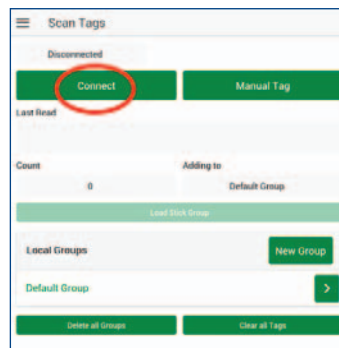 Scan Tags
Disconnected
Connect Manual Tag
Last Read
Count Adding to
0 Default Group
Load Stick Group
Local Groups New Group
Default Group >
Delete all Groups Clear all Tags